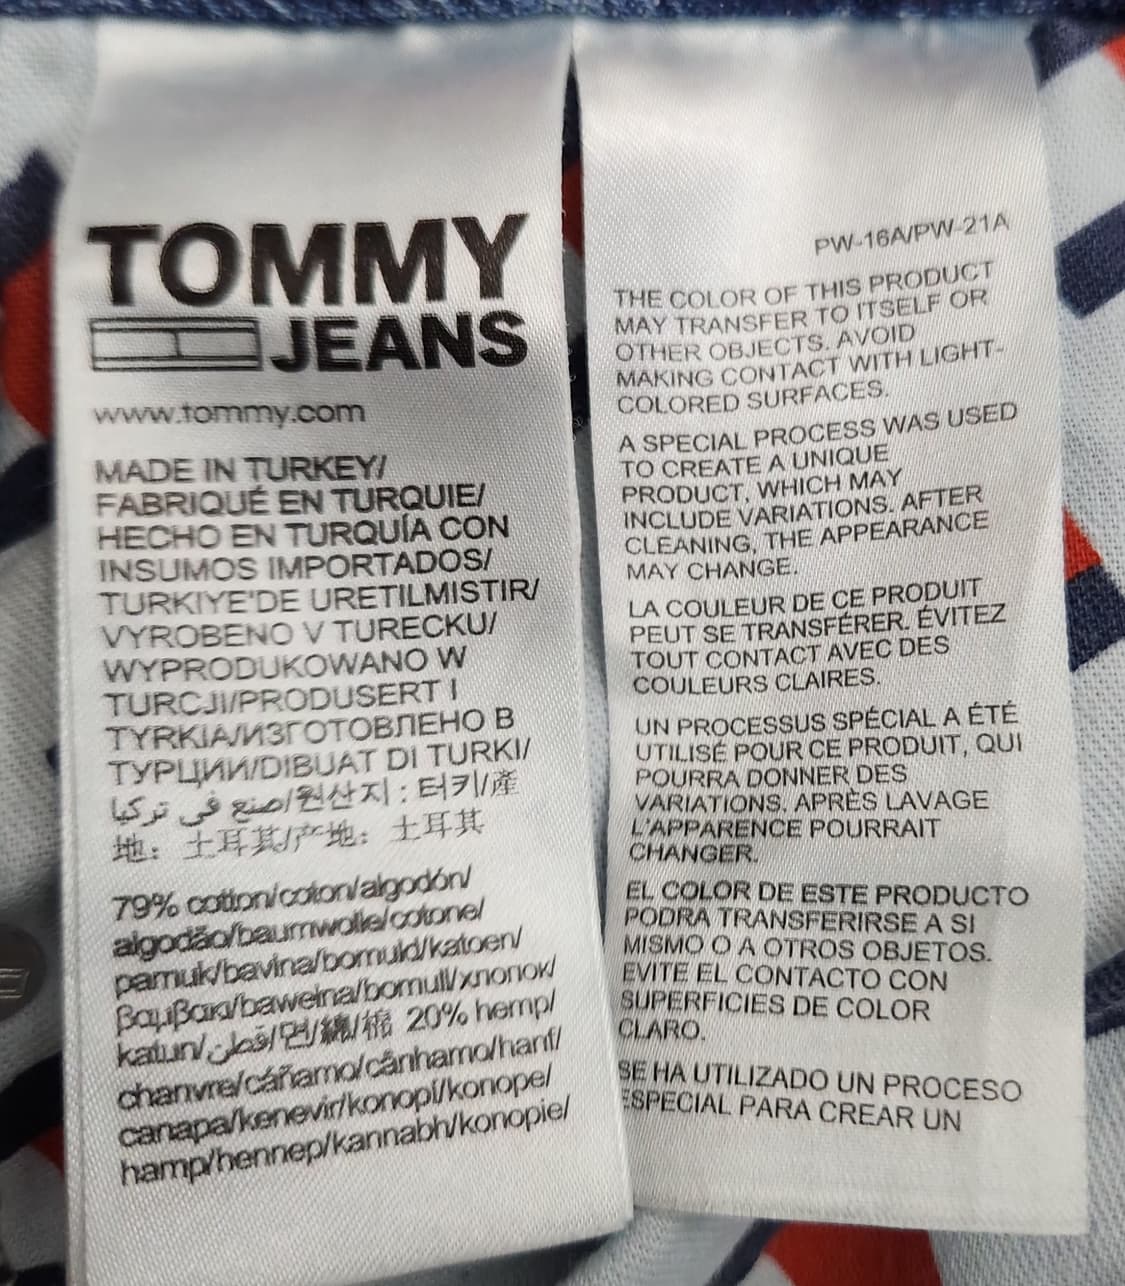 TOMMY
JEANS
www.tommy.com
MADE IN TURKEY/
FABRIQUÉ EN TURQUIE/
HECHO EN TURQUÍA CON
INSUMOS IMPORTADOS/
TURKIYE'DE URETILMISTIR/
VYROBENO V TURECKU/
WYPRODUKOWANO W
TURCJI/PRODUSERT I
TYRKIA/ИЗГОТОВЛЕНО В
ТУРЦИИ/DIBUAT DI TURKI/
صنع في تركيا/원산지 : 터키/產
地：土耳其/产地：土耳其
79% cotton/coton/algodón/
algodão/baumwolle/cotone/
pamuk/bavlna/bomuld/katoen/
βαμβακι/bawełna/bomull/хлопок/
katun/قطن/면/綿/棉 20% hemp/
chanvre/cáñamo/cânhamo/hanf/
canapa/kenevir/konopí/konope/
hamp/hennep/kannabh/konopie/
PW-16A/PW-21A
THE COLOR OF THIS PRODUCT
MAY TRANSFER TO ITSELF OR
OTHER OBJECTS. AVOID
MAKING CONTACT WITH LIGHT-
COLORED SURFACES.
A SPECIAL PROCESS WAS USED
TO CREATE A UNIQUE
PRODUCT, WHICH MAY
INCLUDE VARIATIONS. AFTER
CLEANING, THE APPEARANCE
MAY CHANGE.
LA COULEUR DE CE PRODUIT
PEUT SE TRANSFÉRER. ÉVITEZ
TOUT CONTACT AVEC DES
COULEURS CLAIRES.
UN PROCESSUS SPÉCIAL A ÉTÉ
UTILISÉ POUR CE PRODUIT, QUI
POURRA DONNER DES
VARIATIONS. APRÈS LAVAGE
L'APPARENCE POURRAIT
CHANGER.
EL COLOR DE ESTE PRODUCTO
PODRA TRANSFERIRSE A SI
MISMO O A OTROS OBJETOS.
EVITE EL CONTACTO CON
SUPERFICIES DE COLOR
CLARO.
SE HA UTILIZADO UN PROCESO
ESPECIAL PARA CREAR UN